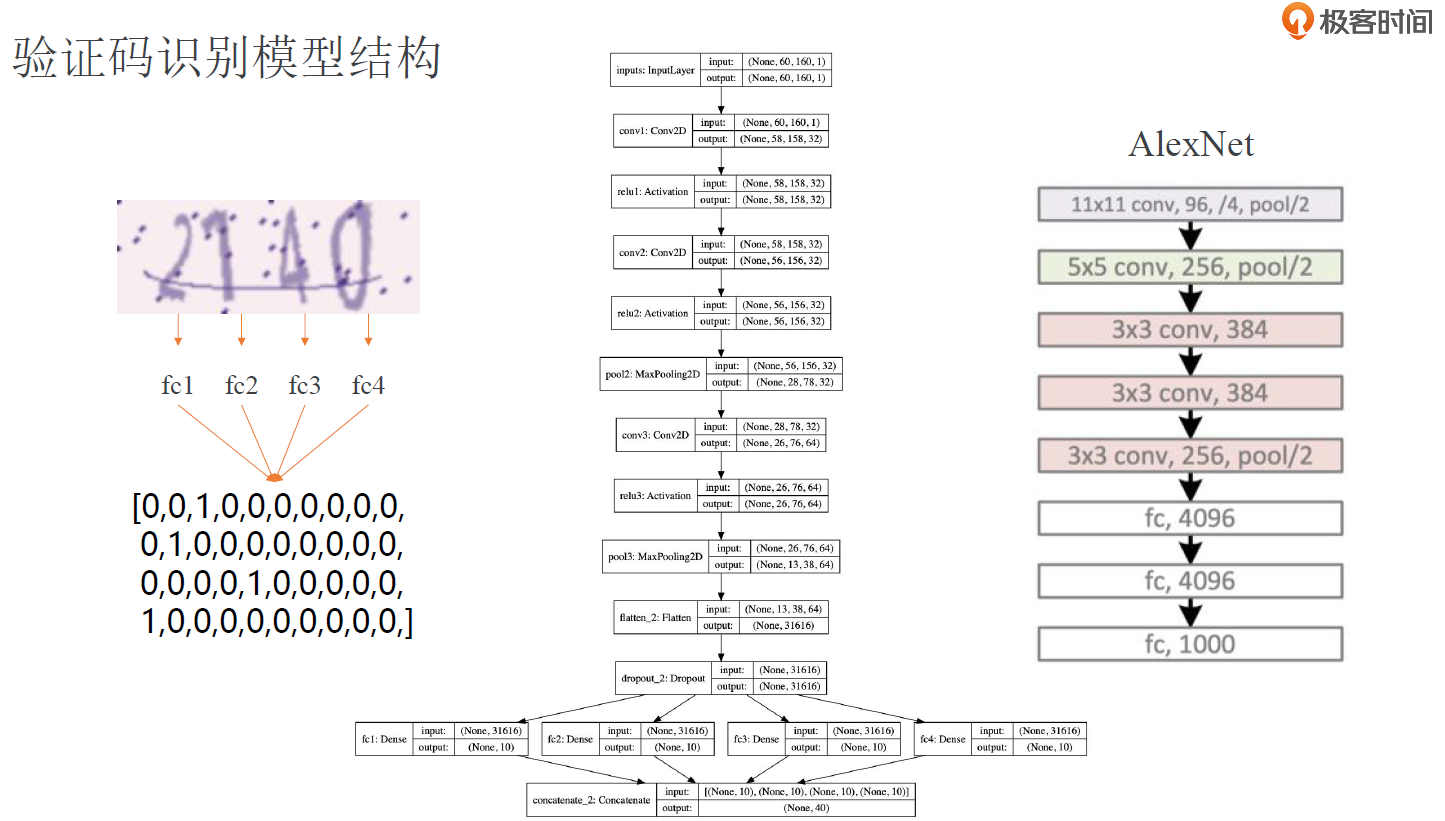 极客时间
验证码识别模型结构
2140
fc1 fc2 fc3 fc4
[0,0,1,0,0,0,0,0,0,0,
0,1,0,0,0,0,0,0,0,0,
0,0,0,0,1,0,0,0,0,0,
1,0,0,0,0,0,0,0,0,0,]
inputs: InputLayer
input: (None, 60, 160, 1)
output: (None, 60, 160, 1)
conv1: Conv2D
input: (None, 60, 160, 1)
output: (None, 58, 158, 32)
relu1: Activation
input: (None, 58, 158, 32)
output: (None, 58, 158, 32)
conv2: Conv2D
input: (None, 58, 158, 32)
output: (None, 56, 156, 32)
relu2: Activation
input: (None, 56, 156, 32)
output: (None, 56, 156, 32)
pool2: MaxPooling2D
input: (None, 56, 156, 32)
output: (None, 28, 78, 32)
conv3: Conv2D
input: (None, 28, 78, 32)
output: (None, 26, 76, 64)
relu3: Activation
input: (None, 26, 76, 64)
output: (None, 26, 76, 64)
pool3: MaxPooling2D
input: (None, 26, 76, 64)
output: (None, 13, 38, 64)
flatten_2: Flatten
input: (None, 13, 38, 64)
output: (None, 31616)
dropout_2: Dropout
input: (None, 31616)
output: (None, 31616)
fc1: Dense
input: (None, 31616)
output: (None, 10)
fc2: Dense
input: (None, 31616)
output: (None, 10)
fc3: Dense
input: (None, 31616)
output: (None, 10)
fc4: Dense
input: (None, 31616)
output: (None, 10)
concatenate_2: Concatenate
input: [(None, 10), (None, 10), (None, 10), (None, 10)]
output: (None, 40)
AlexNet
11x11 conv, 96, /4, pool/2
5x5 conv, 256, pool/2
3x3 conv, 384
3x3 conv, 384
3x3 conv, 256, pool/2
fc, 4096
fc, 4096
fc, 1000